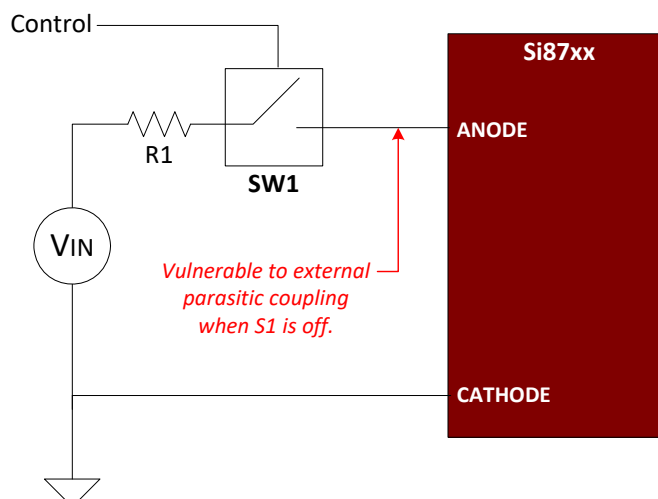 Control
Si87xx
R1
SW1
ANODE
VIN
Vulnerable to external
parasitic coupling
when S1 is off.
CATHODE